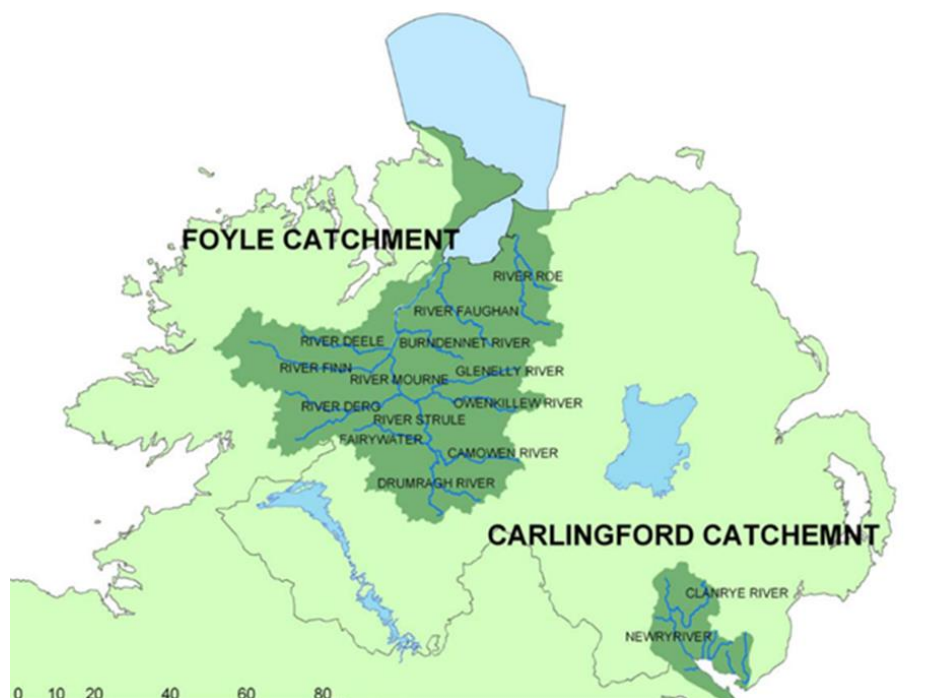 FOYLE CATCHMENT
RIVER ROE
RIVER FAUGHAN
RIVER DEELE
BURNDENNET RIVER
RIVER FINN
GLENELLY RIVER
RIVER MOURNE
OWENKILLEW RIVER
RIVER DERG
RIVER STRULE
FAIRYWATER
CAMOWEN RIVER
DRUMRAGH RIVER
CARLINGFORD CATCHEMNT
CLANRYE RIVER
NEWRYRIVER
0 10 20 40 60 80